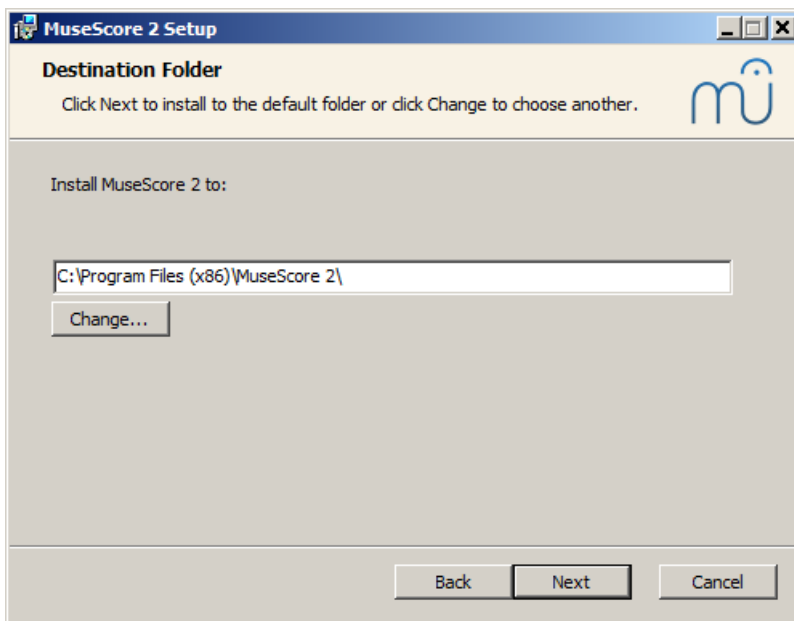 MuseScore 2 Setup
Destination Folder
Click Next to install to the default folder or click Change to choose another.
Install MuseScore 2 to:
C:\Program Files (x86)\MuseScore 2\
Change...
Back Next Cancel